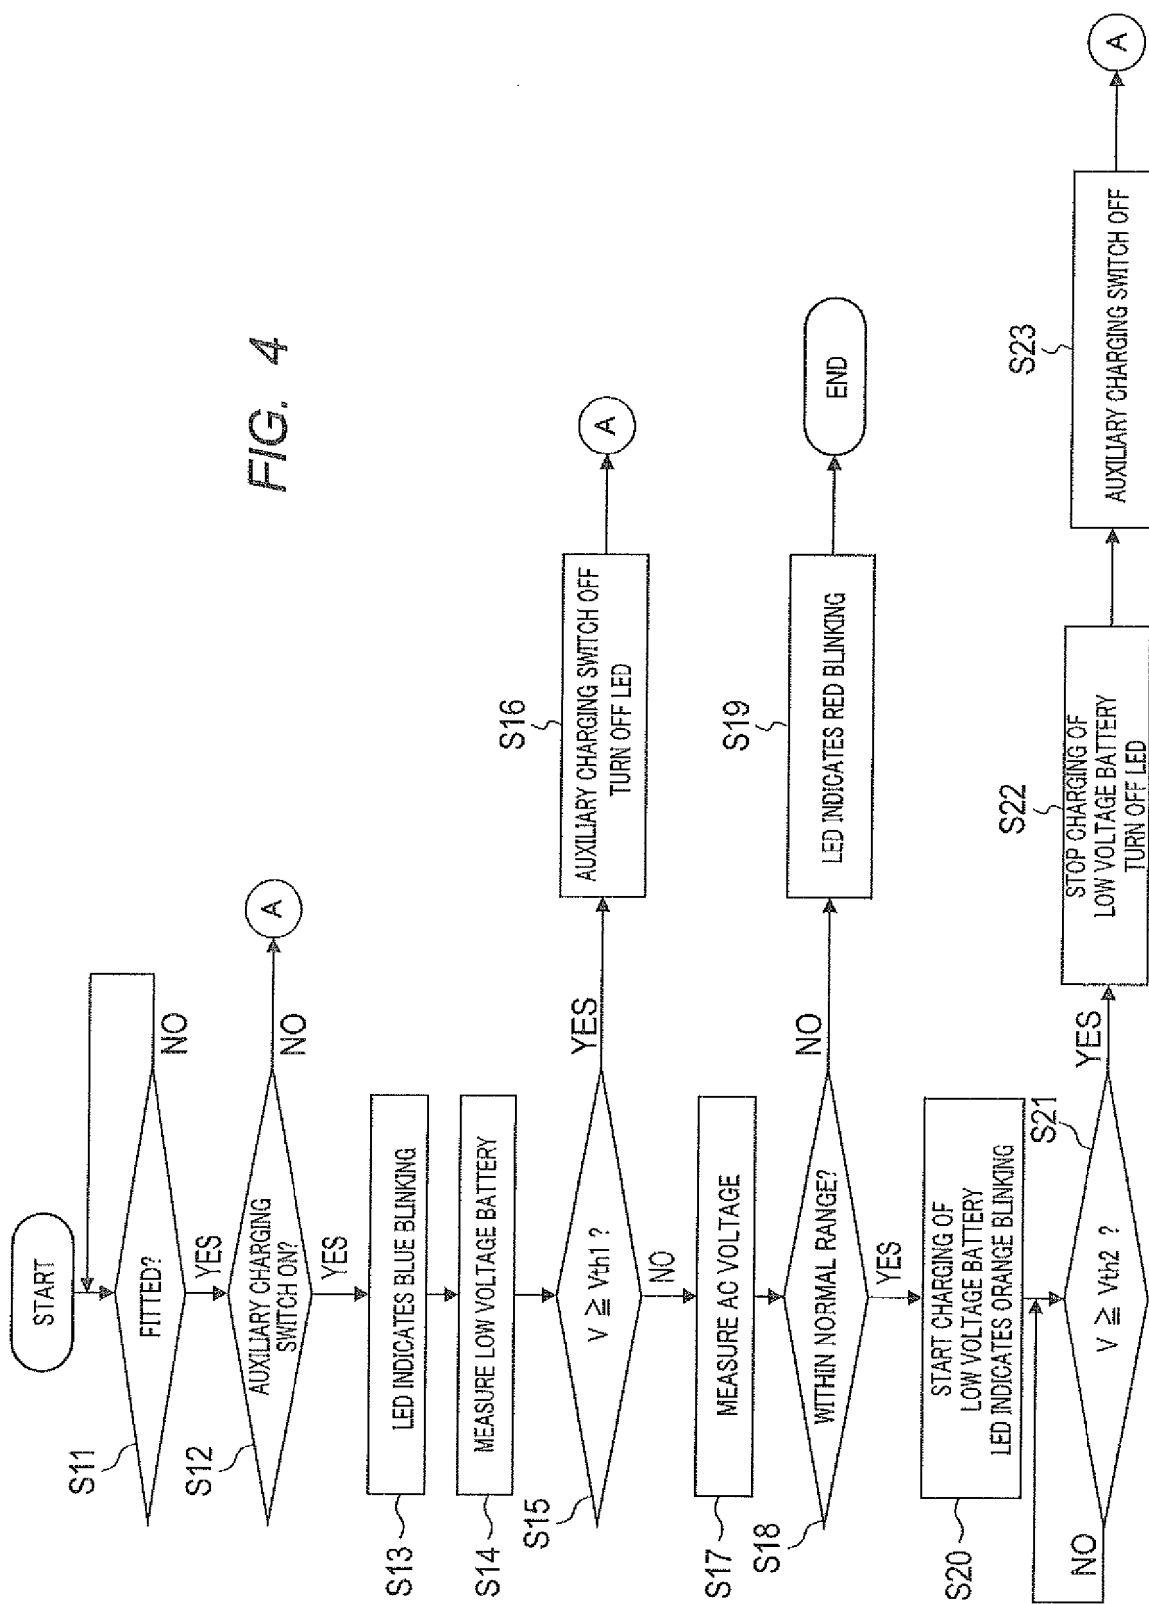 FIG. 4
START
S11
FITTED?
NO
YES
S12
AUXILIARY CHARGING
SWITCH ON?
NO
A
YES
S13
LED INDICATES BLUE BLINKING
S14
MEASURE LOW VOLTAGE BATTERY
S15
V ≧ Vth1 ?
YES
S16
AUXILIARY CHARGING SWITCH OFF
TURN OFF LED
A
NO
S17
MEASURE AC VOLTAGE
S18
WITHIN NORMAL RANGE?
NO
S19
LED INDICATES RED BLINKING
END
YES
S20
START CHARGING OF
LOW VOLTAGE BATTERY
LED INDICATES ORANGE BLINKING
S21
V ≧ Vth2 ?
NO
YES
S22
STOP CHARGING OF
LOW VOLTAGE BATTERY
TURN OFF LED
S23
AUXILIARY CHARGING SWITCH OFF
A